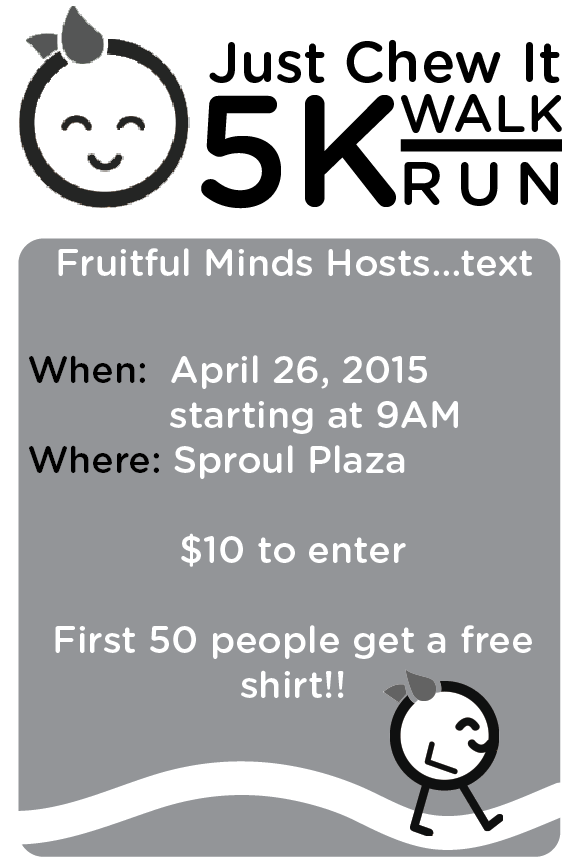 Just Chew It
5K WALK
RUN
Fruitful Minds Hosts...text
When: April 26, 2015
starting at 9AM
Where: Sproul Plaza
$10 to enter
First 50 people get a free
shirt!!